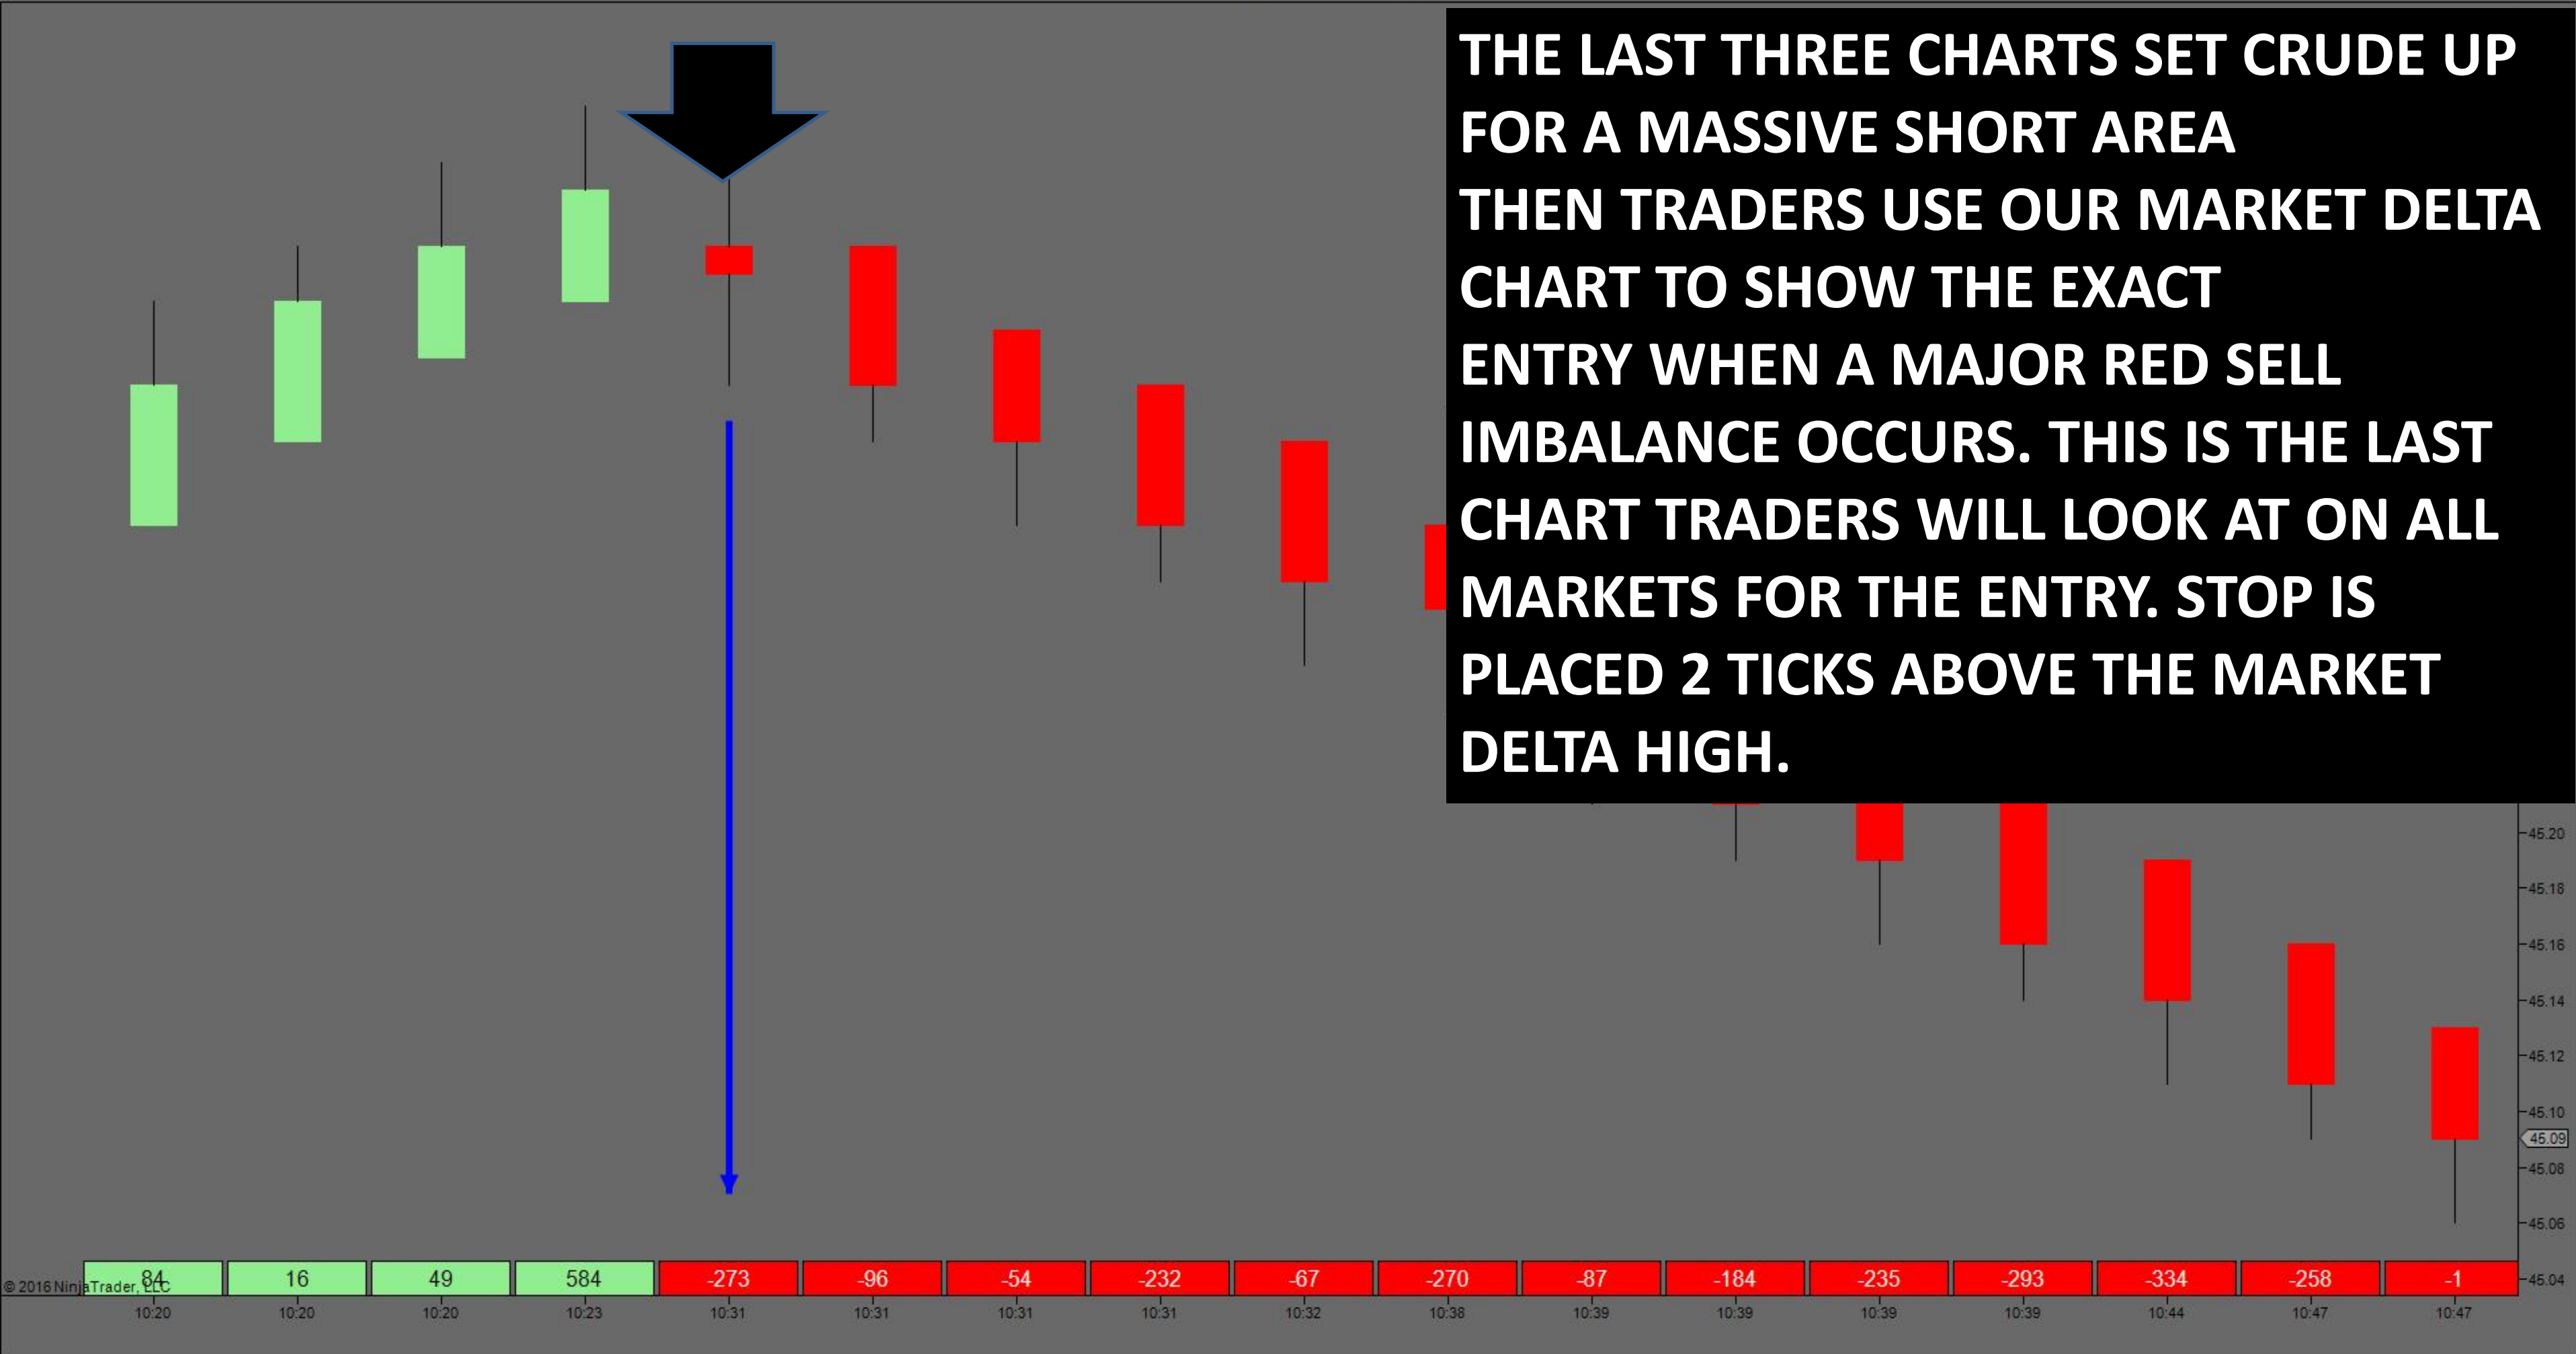 THE LAST THREE CHARTS SET CRUDE UP
FOR A MASSIVE SHORT AREA
THEN TRADERS USE OUR MARKET DELTA
CHART TO SHOW THE EXACT
ENTRY WHEN A MAJOR RED SELL
IMBALANCE OCCURS. THIS IS THE LAST
CHART TRADERS WILL LOOK AT ON ALL
MARKETS FOR THE ENTRY. STOP IS
PLACED 2 TICKS ABOVE THE MARKET
DELTA HIGH.
45.20
45.18
45.16
45.14
45.12
45.10
45.09
45.08
45.06
45.04
© 2016 NinjaTrader, LLC
84 16 49 584 -273 -96 -54 -232 -67 -270 -87 -184 -235 -293 -334 -258 -1
10:20 10:20 10:20 10:23 10:31 10:31 10:31 10:31 10:32 10:38 10:39 10:39 10:39 10:39 10:44 10:47 10:47